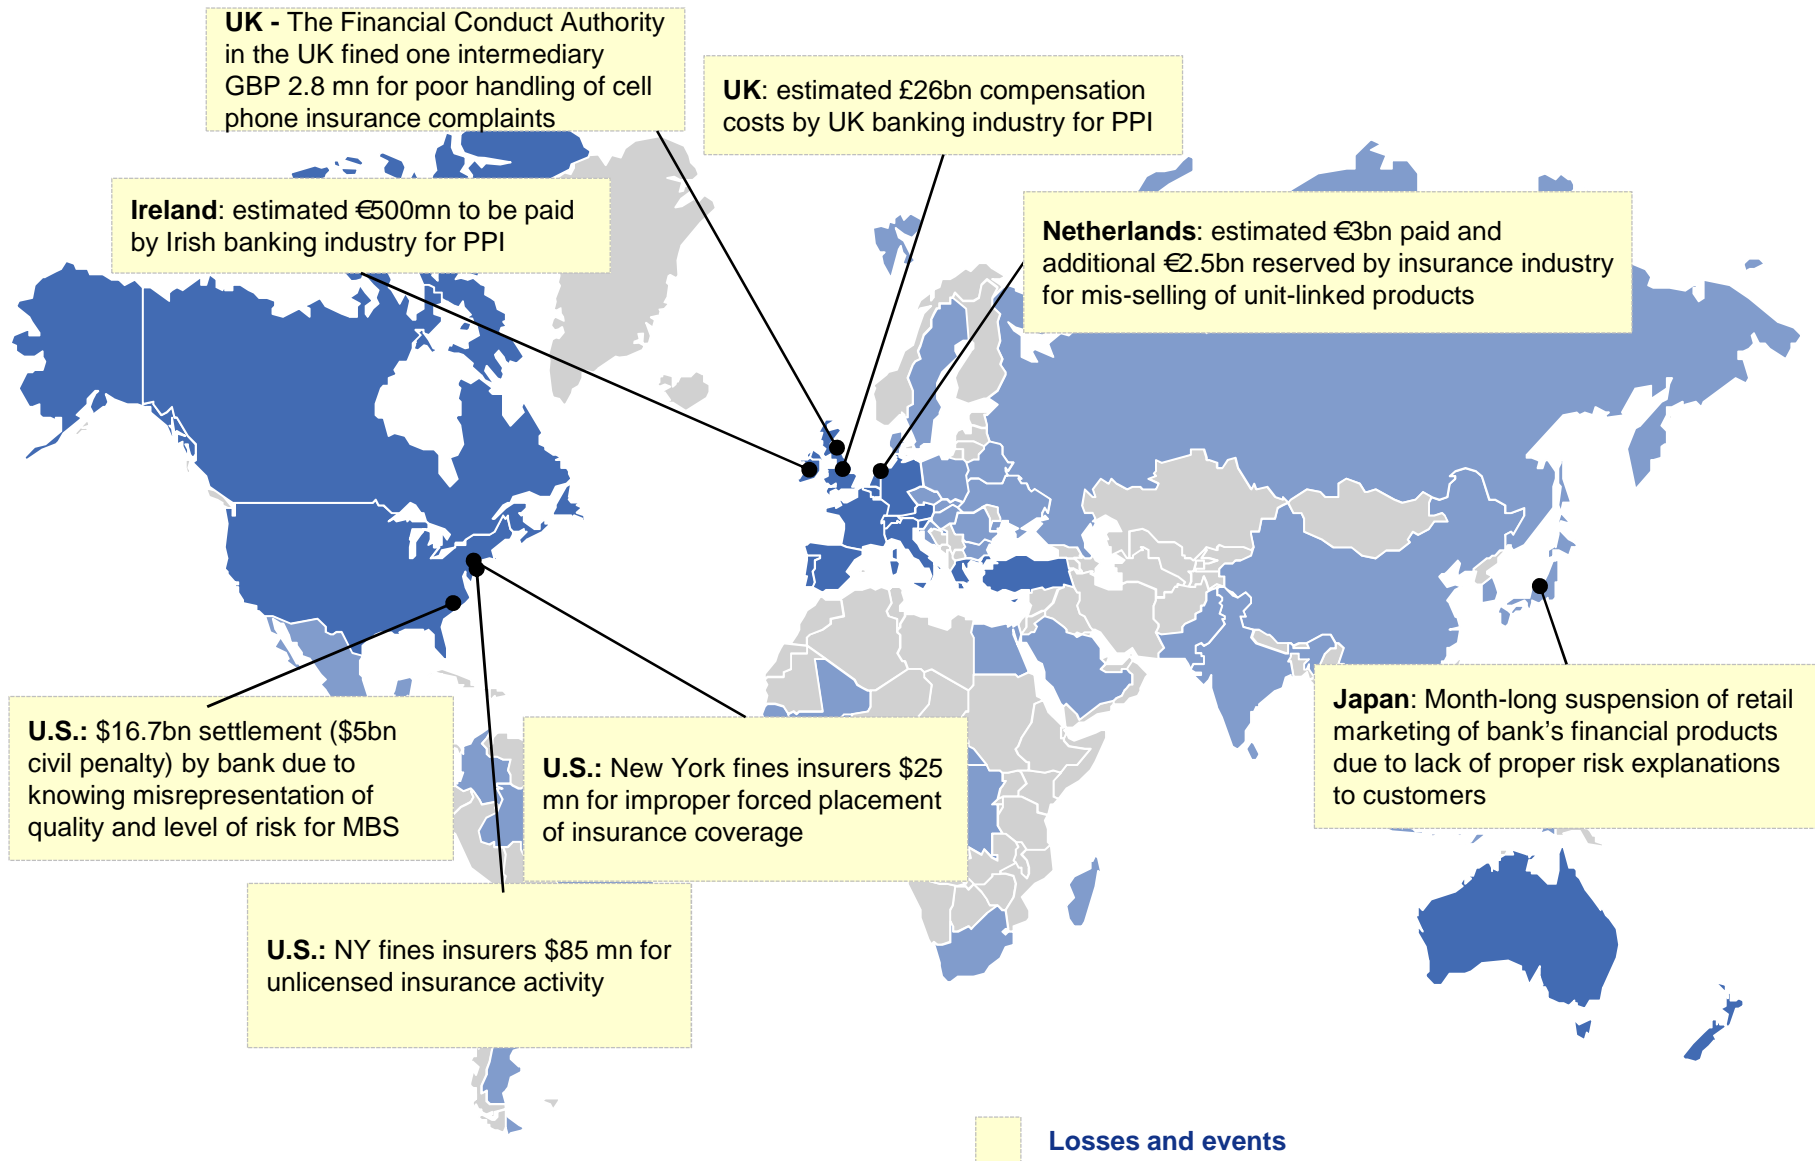 UK - The Financial Conduct Authority
in the UK fined one intermediary
GBP 2.8 mn for poor handling of cell
phone insurance complaints
UK: estimated £26bn compensation
costs by UK banking industry for PPI
Ireland: estimated €500mn to be paid
by Irish banking industry for PPI
Netherlands: estimated €3bn paid and
additional €2.5bn reserved by insurance industry
for mis-selling of unit-linked products
U.S.: $16.7bn settlement ($5bn
civil penalty) by bank due to
knowing misrepresentation of
quality and level of risk for MBS
U.S.: New York fines insurers $25
mn for improper forced placement
of insurance coverage
Japan: Month-long suspension of retail
marketing of bank's financial products
due to lack of proper risk explanations
to customers
U.S.: NY fines insurers $85 mn for
unlicensed insurance activity
Losses and events